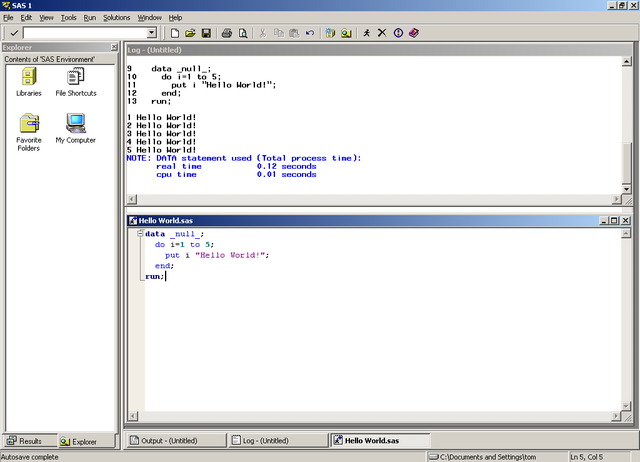 SAS 1
File Edit View Tools Run Solutions Window Help
Explorer
Contents of 'SAS Environment'
Libraries
File Shortcuts
Favorite Folders
My Computer
Results
Explorer
Log - (Untitled)
9    data _null_;
10     do i=1 to 5;
11       put i "Hello World!";
12     end;
13   run;
1 Hello World!
2 Hello World!
3 Hello World!
4 Hello World!
5 Hello World!
NOTE: DATA statement used (Total process time):
      real time           0.12 seconds
      cpu time            0.01 seconds
Hello World.sas
data _null_;
  do i=1 to 5;
    put i "Hello World!";
  end;
run;
Output - (Untitled)
Log - (Untitled)
Hello World.sas
Autosave complete
C:\Documents and Settings\tom
Ln 5, Col 5